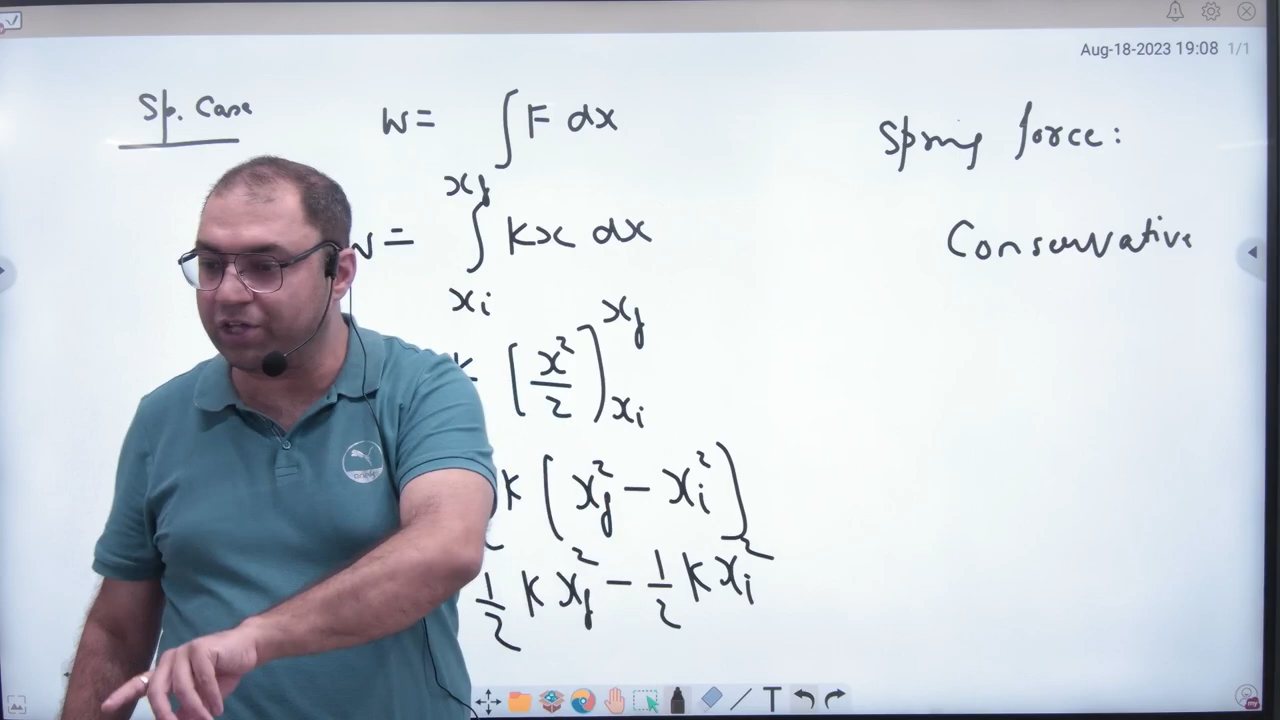 Aug-18-2023 19:08 1/1
Sp. Case
W = ∫ F dx
W = ∫_{xi}^{xf} Kx dx
K [x²/2]_{xi}^{xf}
K (xf² - xi²)
1/2 K xf² - 1/2 K xi²
Spring force:
Conservative
T